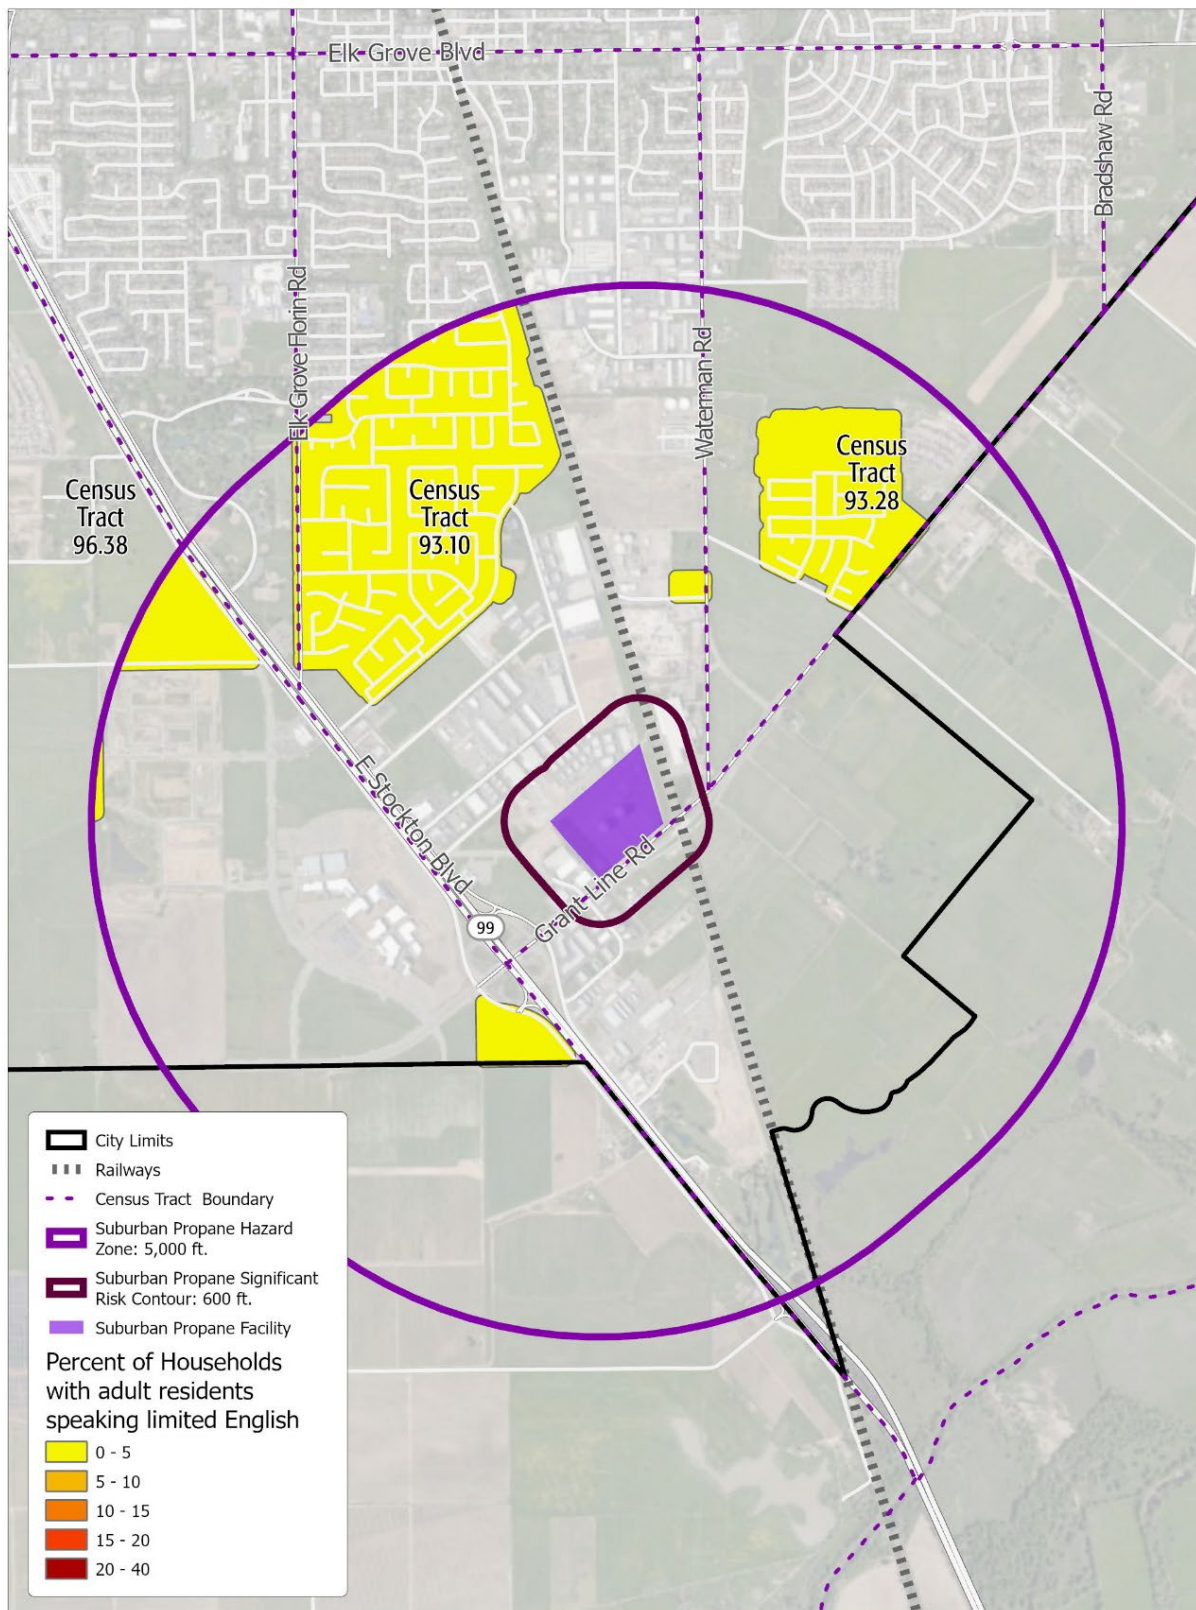 Elk Grove Blvd
Bradshaw Rd
Elk Grove Florin Rd
Waterman Rd
Census
Tract
96.38
Census
Tract
93.10
Census
Tract
93.28
E Stockton Blvd
Grant Line Rd
99
City Limits
Railways
Census Tract Boundary
Suburban Propane Hazard
Zone: 5,000 ft.
Suburban Propane Significant
Risk Contour: 600 ft.
Suburban Propane Facility
Percent of Households
with adult residents
speaking limited English
0 - 5
5 - 10
10 - 15
15 - 20
20 - 40